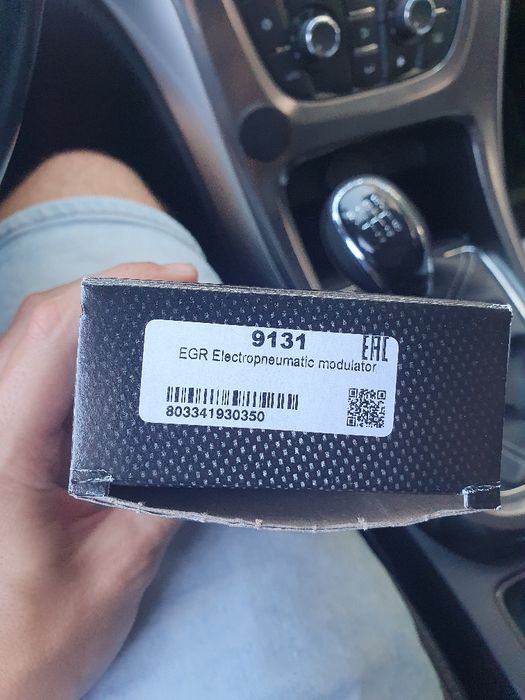 9131
EAC
EGR Electropneumatic modulator
803341930350